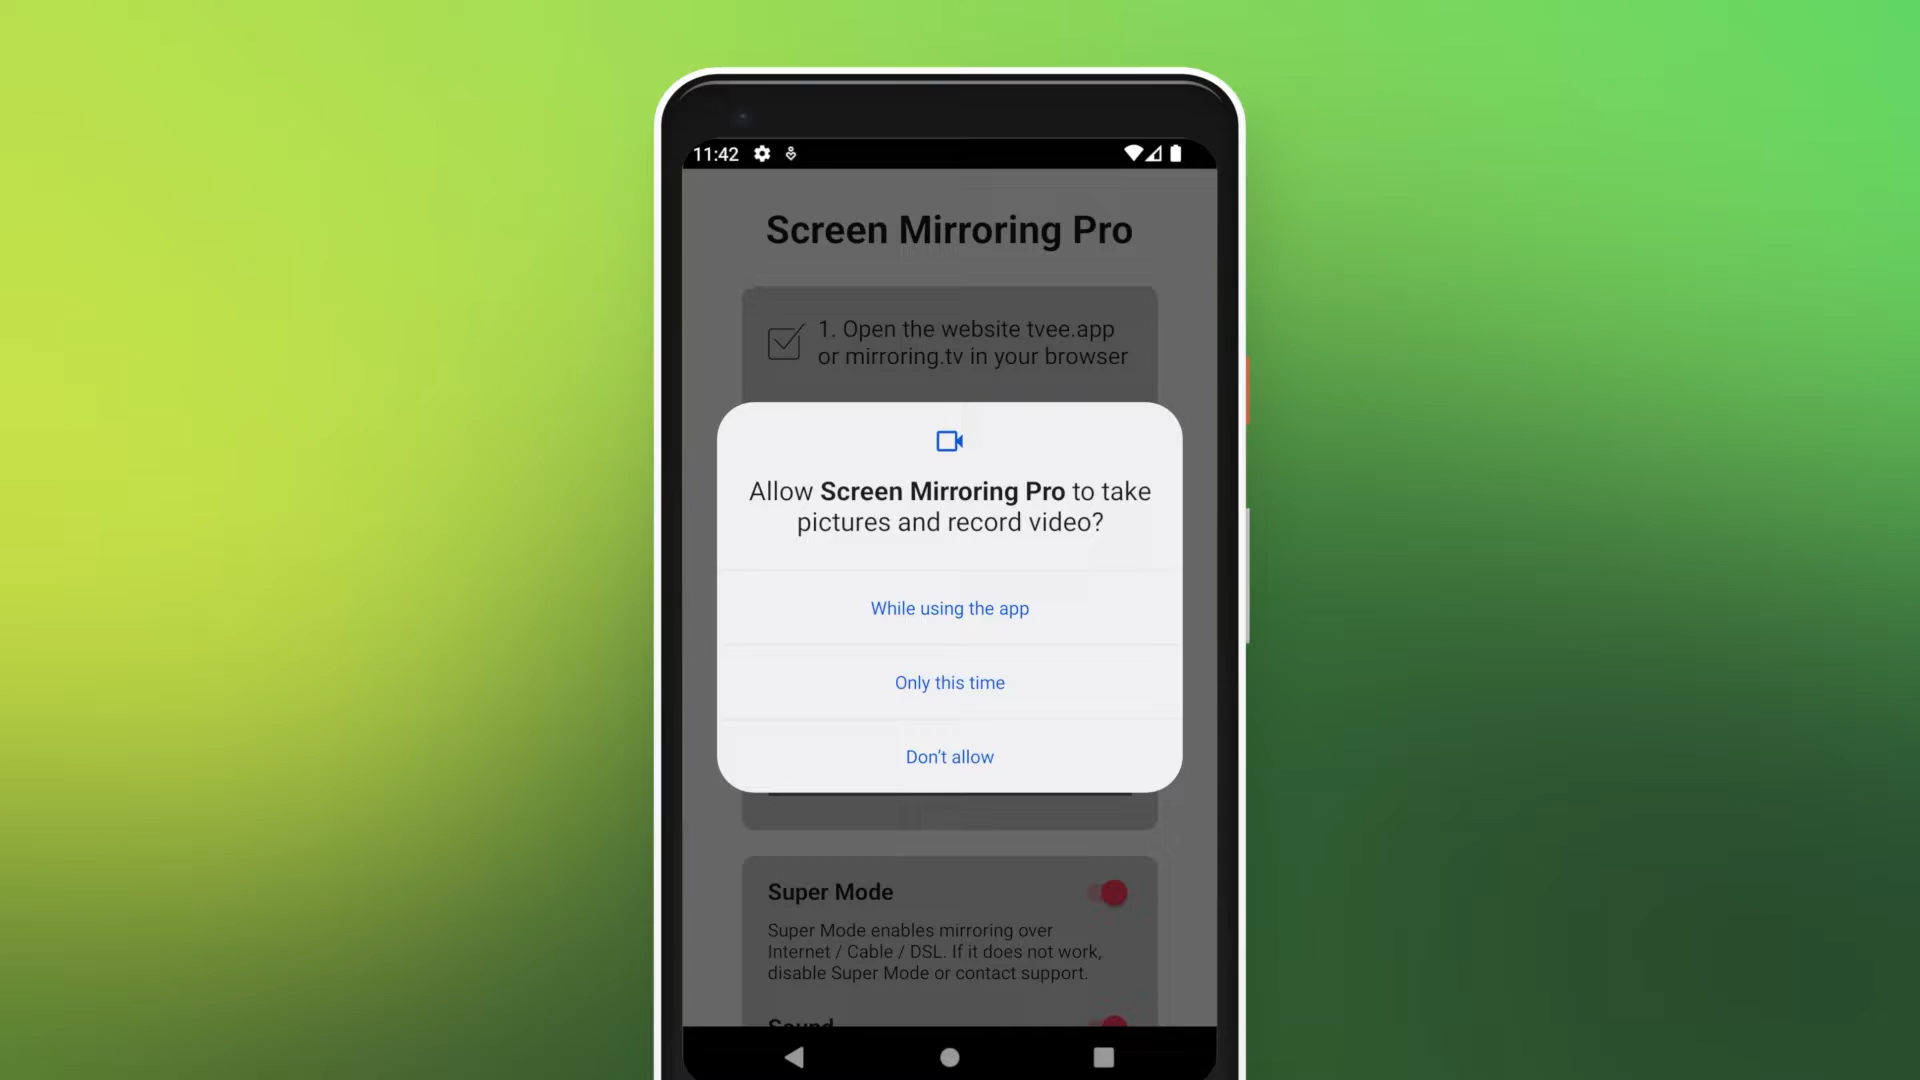 11:42
Screen Mirroring Pro
1. Open the website tvee.app
or mirroring.tv in your browser
Allow Screen Mirroring Pro to take
pictures and record video?
While using the app
Only this time
Don't allow
Super Mode
Super Mode enables mirroring over
Internet / Cable / DSL. If it does not work,
disable Super Mode or contact support.
Sound